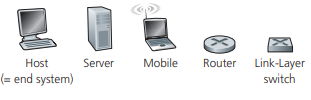 Host Server Mobile Router Link-Layer
(= end system) switch